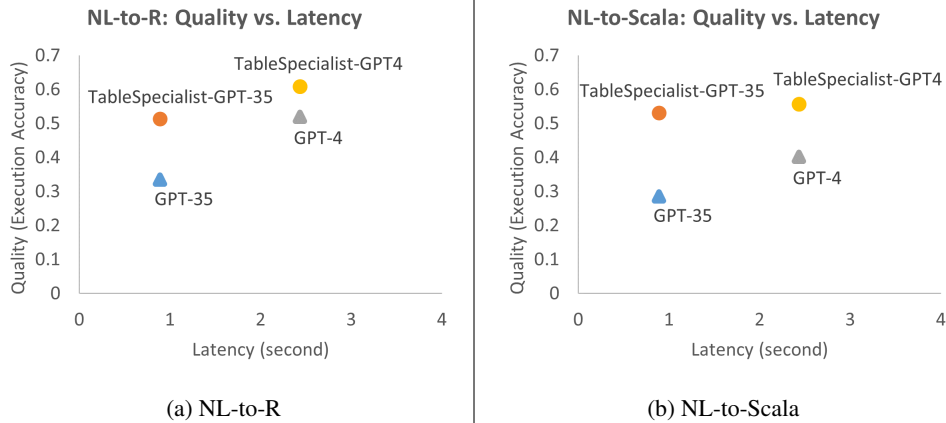 NL-to-R: Quality vs. Latency
Quality (Execution Accuracy)
0.7
0.6
0.5
0.4
0.3
0.2
0.1
0
TableSpecialist-GPT4
TableSpecialist-GPT-35
GPT-4
GPT-35
0 1 2 3 4
Latency (second)
(a) NL-to-R
NL-to-Scala: Quality vs. Latency
Quality (Execution Accuracy)
0.7
0.6
0.5
0.4
0.3
0.2
0.1
0
TableSpecialist-GPT4
TableSpecialist-GPT-35
GPT-4
GPT-35
0 1 2 3 4
Latency (second)
(b) NL-to-Scala